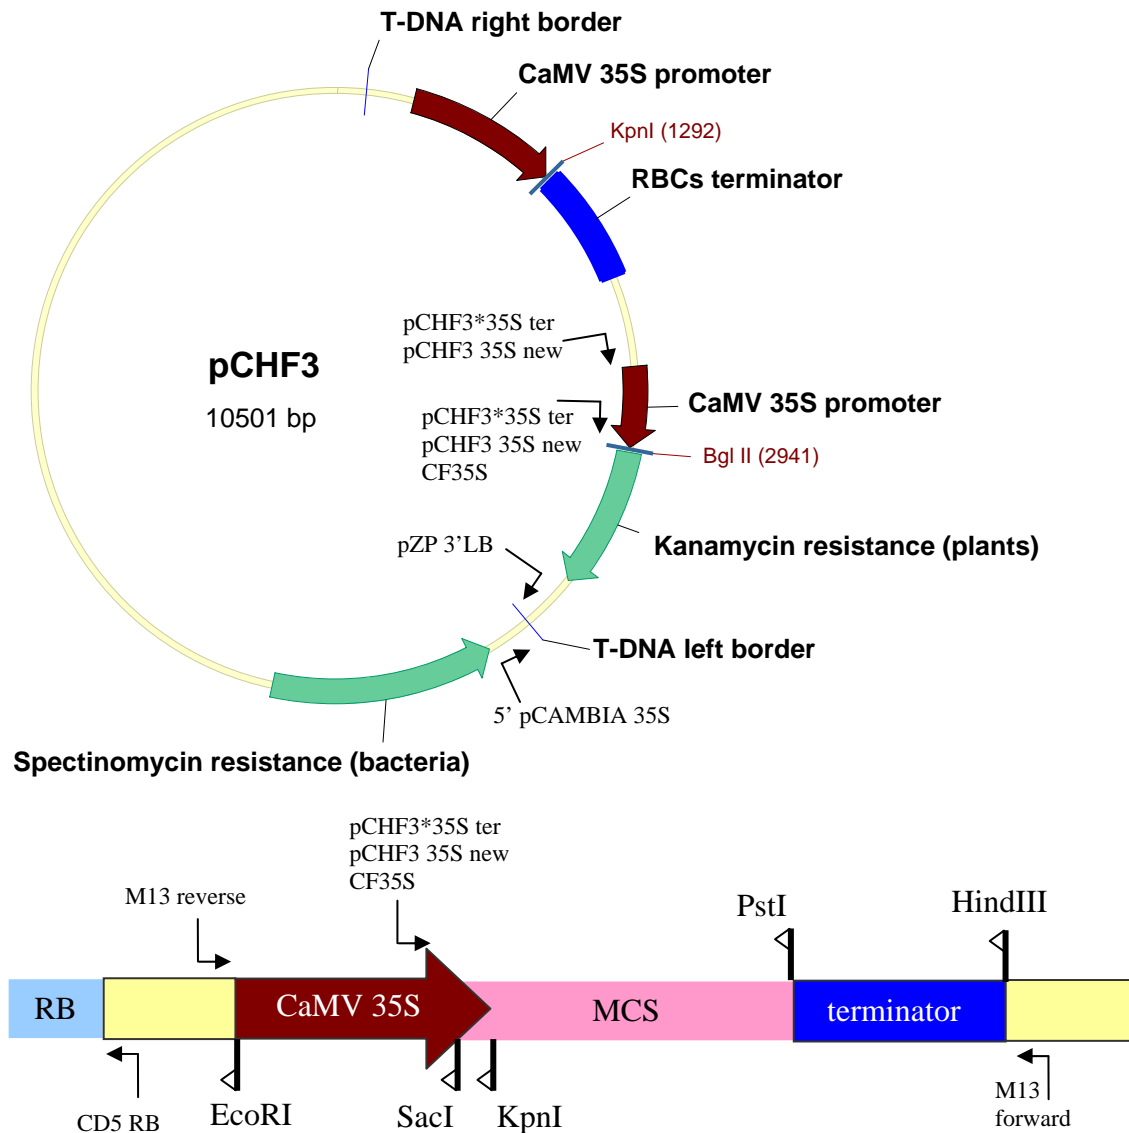 T-DNA right border
CaMV 35S promoter
KpnI (1292)
RBCs terminator
pCHF3*35S ter
pCHF3 35S new
pCHF3
10501 bp
CaMV 35S promoter
pCHF3*35S ter
pCHF3 35S new
CF35S
Bgl II (2941)
Kanamycin resistance (plants)
pZP 3’LB
T-DNA left border
5’ pCAMBIA 35S
Spectinomycin resistance (bacteria)
pCHF3*35S ter
pCHF3 35S new
CF35S
M13 reverse
PstI
HindIII
RB
CaMV 35S
MCS
terminator
CD5 RB
EcoRI
SacI
KpnI
M13
forward